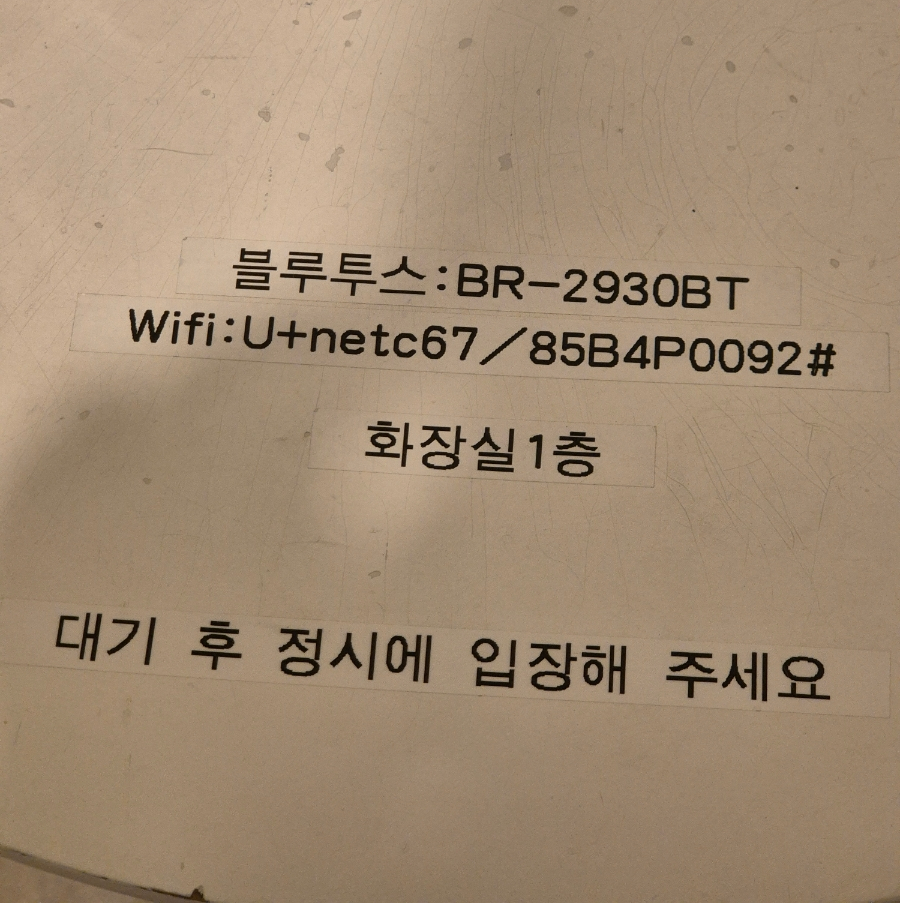 블루투스:BR-2930BT
Wifi:U+netc67/85B4P0092#
화장실1층
대기 후 정시에 입장해 주세요